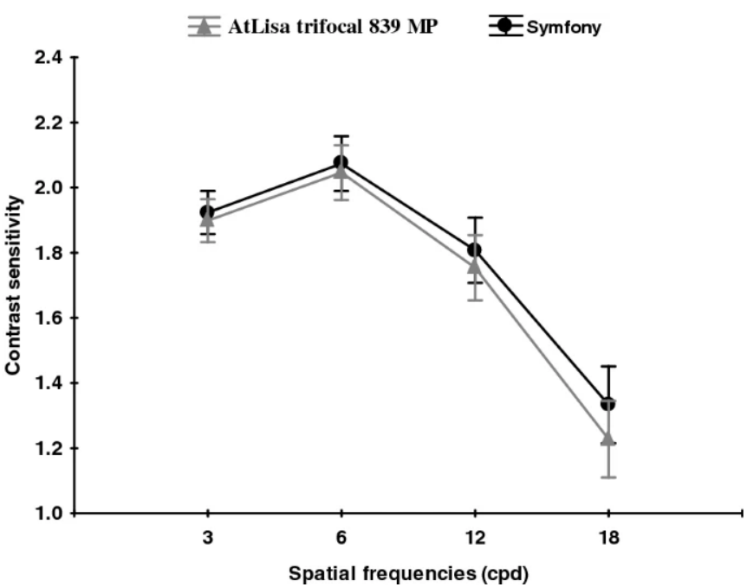 AtLisa trifocal 839 MP
Symfony
2.4
2.2
2.0
1.8
1.6
1.4
1.2
1.0
Contrast sensitivity
3 6 12 18
Spatial frequencies (cpd)